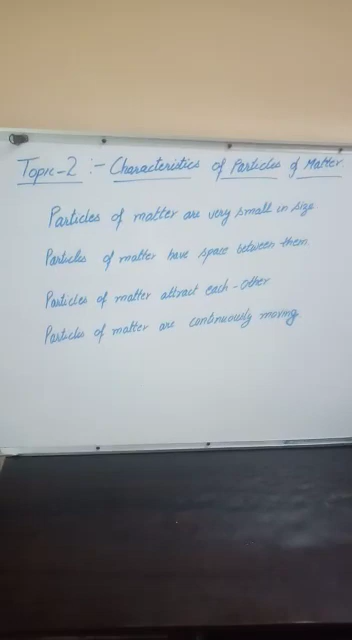 Topic-2 :- Characteristics of Particles of Matter.
Particles of matter are very small in size
Particles of matter have space between them.
Particles of matter attract each-other
Particles of matter are continuously moving